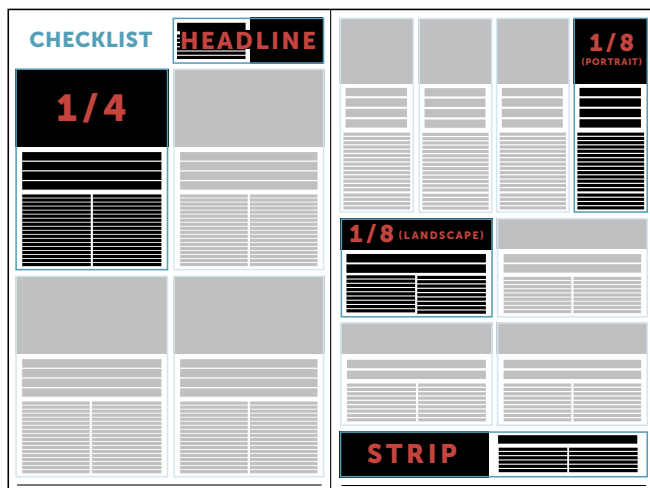 CHECKLIST
HEADLINE
1/4
1/8
(PORTRAIT)
1/8 (LANDSCAPE)
STRIP